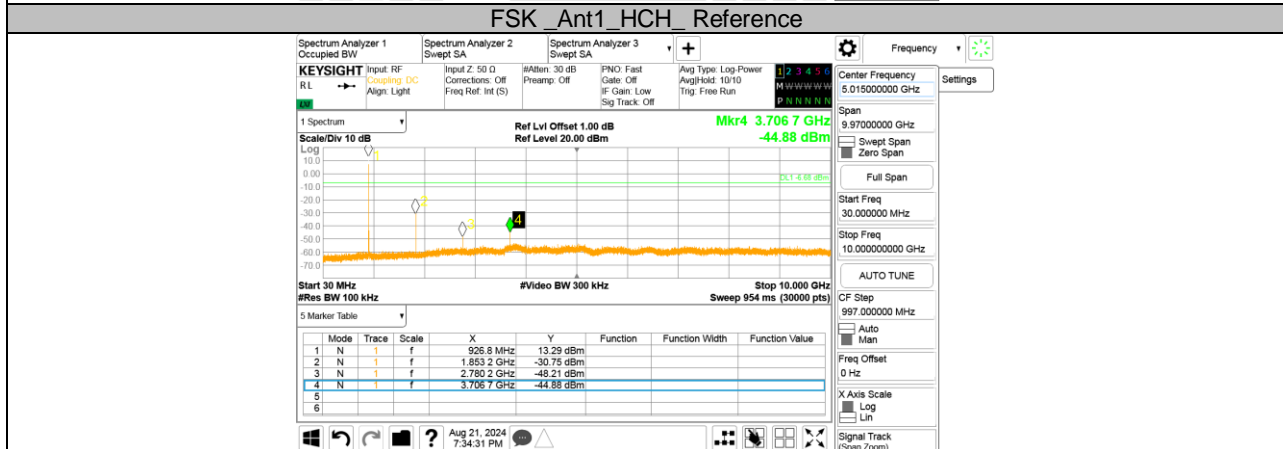 FSK _Ant1_HCH_ Reference
Spectrum Analyzer 1
Occupied BW
Spectrum Analyzer 2
Swept SA
Spectrum Analyzer 3
Swept SA
Frequency
Settings
KEYSIGHT
RL
LU
Input: RF
Coupling: DC
Align: Light
Input Z: 50 Ω
Corrections: Off
Freq Ref: Int (S)
#Atten: 30 dB
Preamp: Off
PNO: Fast
Gate: Off
IF Gain: Low
Sig Track: Off
Avg Type: Log-Power
Avg|Hold: 10/10
Trig: Free Run
1 2 3 4 5 6
M W W W W W
P N N N N N
1 Spectrum
Scale/Div 10 dB
Ref Lvl Offset 1.00 dB
Ref Level 20.00 dBm
Mkr4 3.706 7 GHz
-44.88 dBm
Log
10.0
0.00
-10.0
-20.0
-30.0
-40.0
-50.0
-60.0
-70.0
1
2
3
4
DL1 -6.68 dBm
Start 30 MHz
#Res BW 100 kHz
#Video BW 300 kHz
Stop 10.000 GHz
Sweep 954 ms (30000 pts)
5 Marker Table
Mode Trace Scale X Y Function Function Width Function Value
1 N 1 f 926.8 MHz 13.29 dBm
2 N 1 f 1.853 2 GHz -30.75 dBm
3 N 1 f 2.780 2 GHz -48.21 dBm
4 N 1 f 3.706 7 GHz -44.88 dBm
5
6
Aug 21, 2024
7:34:31 PM
Center Frequency
5.015000000 GHz
Span
9.97000000 GHz
Swept Span
Zero Span
Full Span
Start Freq
30.000000 MHz
Stop Freq
10.000000000 GHz
AUTO TUNE
CF Step
997.000000 MHz
Auto
Man
Freq Offset
0 Hz
X Axis Scale
Log
Lin
Signal Track
(Span Zoom)